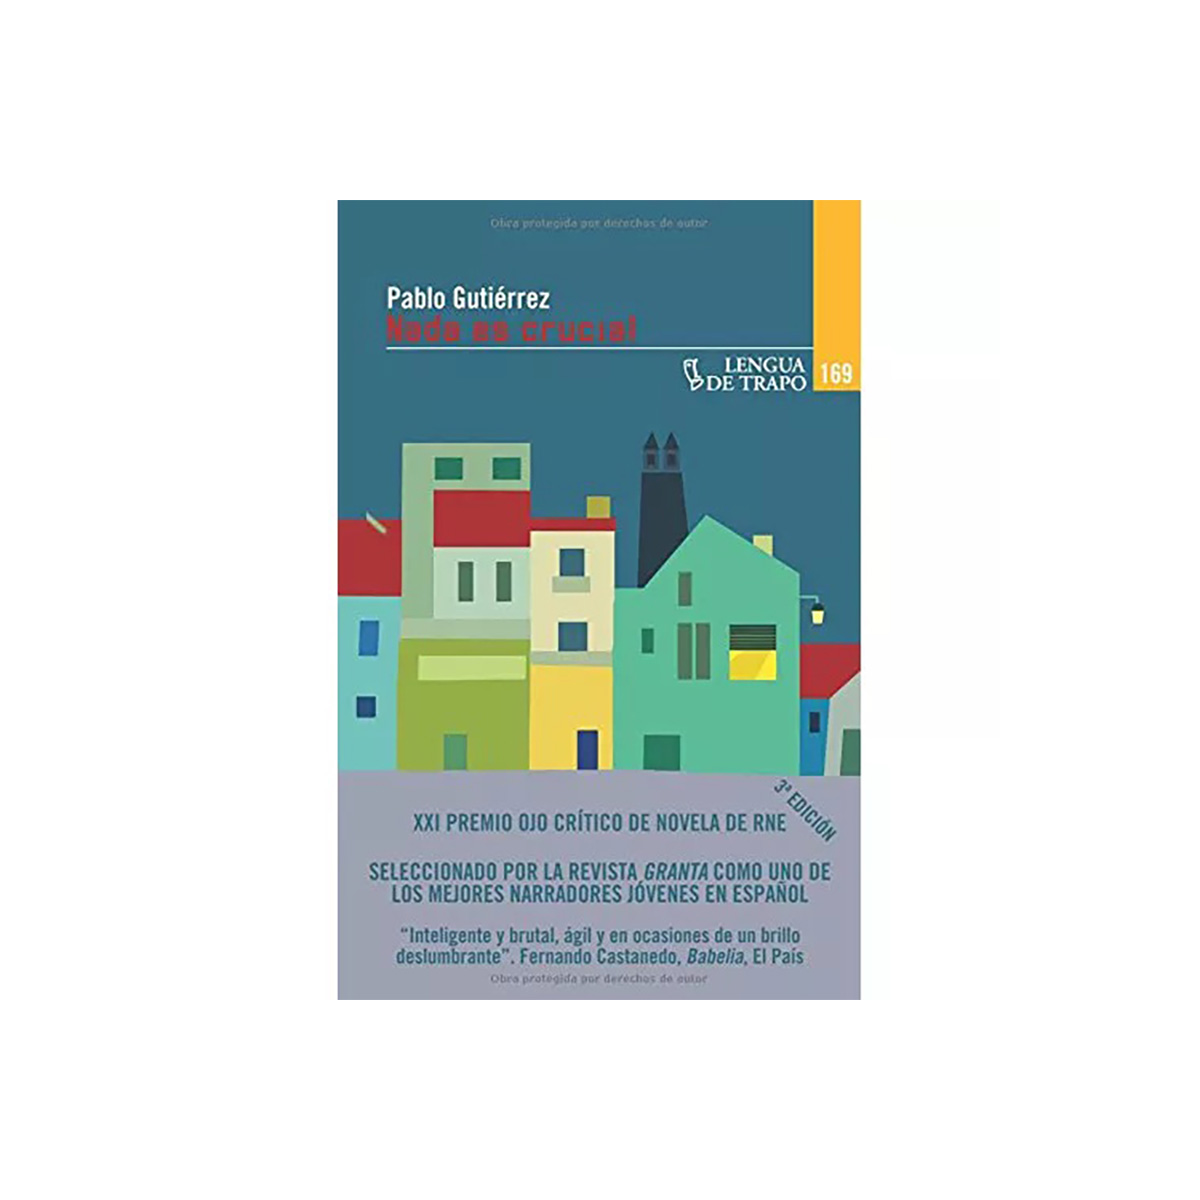 Obra protegida por derechos de autor
Pablo Gutiérrez
Nada es crucial
LENGUA
DE TRAPO
169
3ª EDICIÓN
XXI PREMIO OJO CRÍTICO DE NOVELA DE RNE
SELECCIONADO POR LA REVISTA GRANTA COMO UNO DE
LOS MEJORES NARRADORES JÓVENES EN ESPAÑOL
“Inteligente y brutal, ágil y en ocasiones de un brillo
deslumbrante”. Fernando Castanedo, Babelia, El País
Obra protegida por derechos de autor